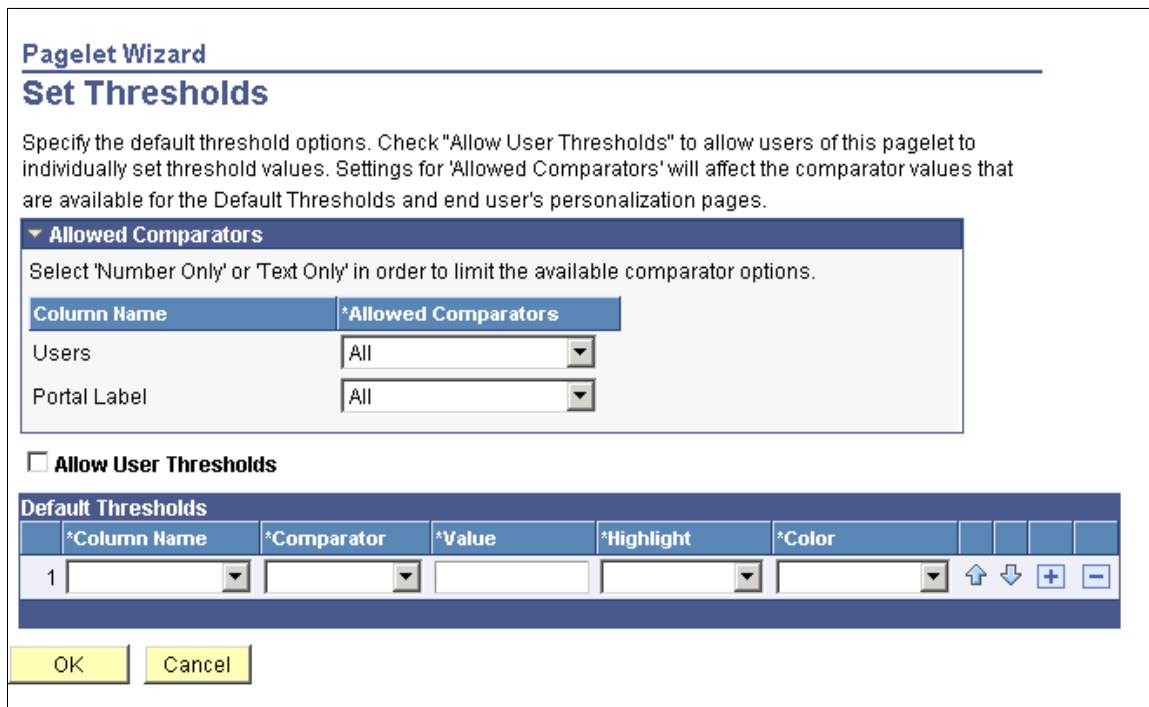 Pagelet Wizard
Set Thresholds
Specify the default threshold options. Check "Allow User Thresholds" to allow users of this pagelet to
individually set threshold values. Settings for 'Allowed Comparators' will affect the comparator values that
are available for the Default Thresholds and end user's personalization pages.
Allowed Comparators
Select 'Number Only' or 'Text Only' in order to limit the available comparator options.
Column Name *Allowed Comparators
Users All
Portal Label All
Allow User Thresholds
Default Thresholds
*Column Name *Comparator *Value *Highlight *Color
1
OK Cancel